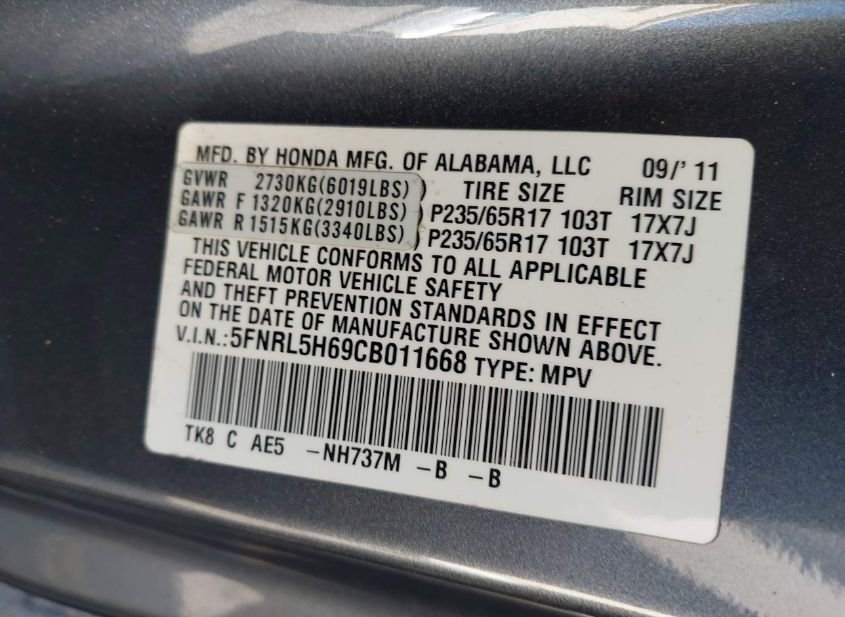 MFD. BY HONDA MFG. OF ALABAMA, LLC 09/' 11
GVWR 2730KG(6019LBS) TIRE SIZE RIM SIZE
GAWR F 1320KG(2910LBS) P235/65R17 103T 17X7J
GAWR R 1515KG(3340LBS) P235/65R17 103T 17X7J
THIS VEHICLE CONFORMS TO ALL APPLICABLE
FEDERAL MOTOR VEHICLE SAFETY
AND THEFT PREVENTION STANDARDS IN EFFECT
ON THE DATE OF MANUFACTURE SHOWN ABOVE.
V.I.N.:5FNRL5H69CB011668 TYPE: MPV
TK8 C AE5 -NH737M -B -B